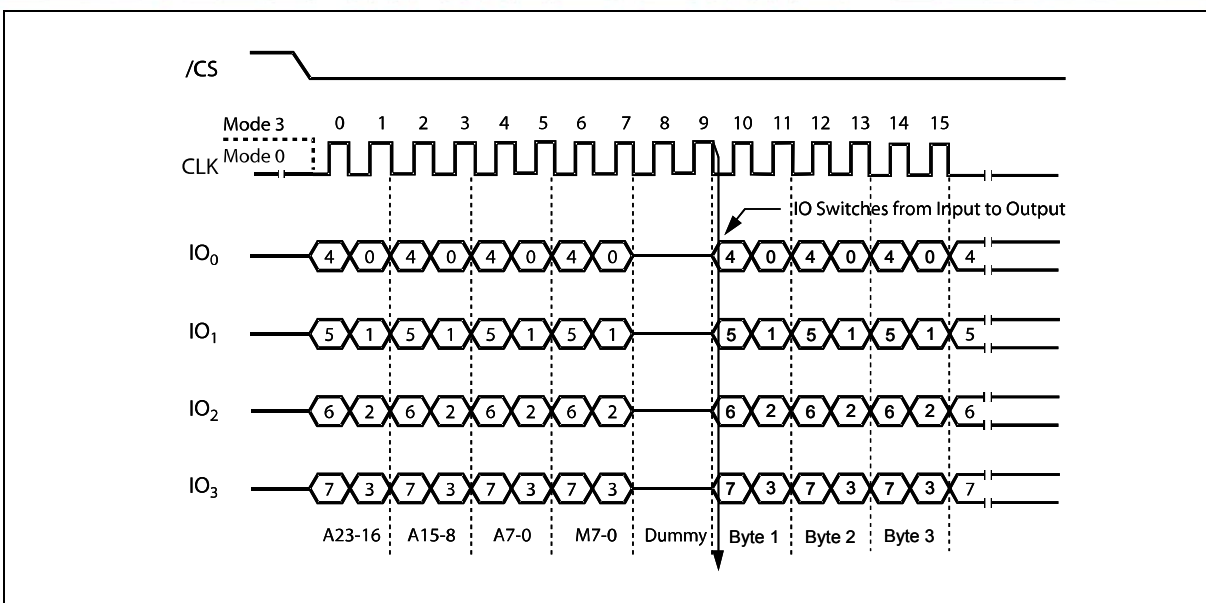 /CS
Mode 3 0 1 2 3 4 5 6 7 8 9 10 11 12 13 14 15
CLK Mode 0
IO Switches from Input to Output
IO0 4 0 4 0 4 0 4 0 4 0 4 0 4 0 4
IO1 5 1 5 1 5 1 5 1 5 1 5 1 5 1 5
IO2 6 2 6 2 6 2 6 2 6 2 6 2 6 2 6
IO3 7 3 7 3 7 3 7 3 7 3 7 3 7 3 7
A23-16 A15-8 A7-0 M7-0 Dummy Byte 1 Byte 2 Byte 3